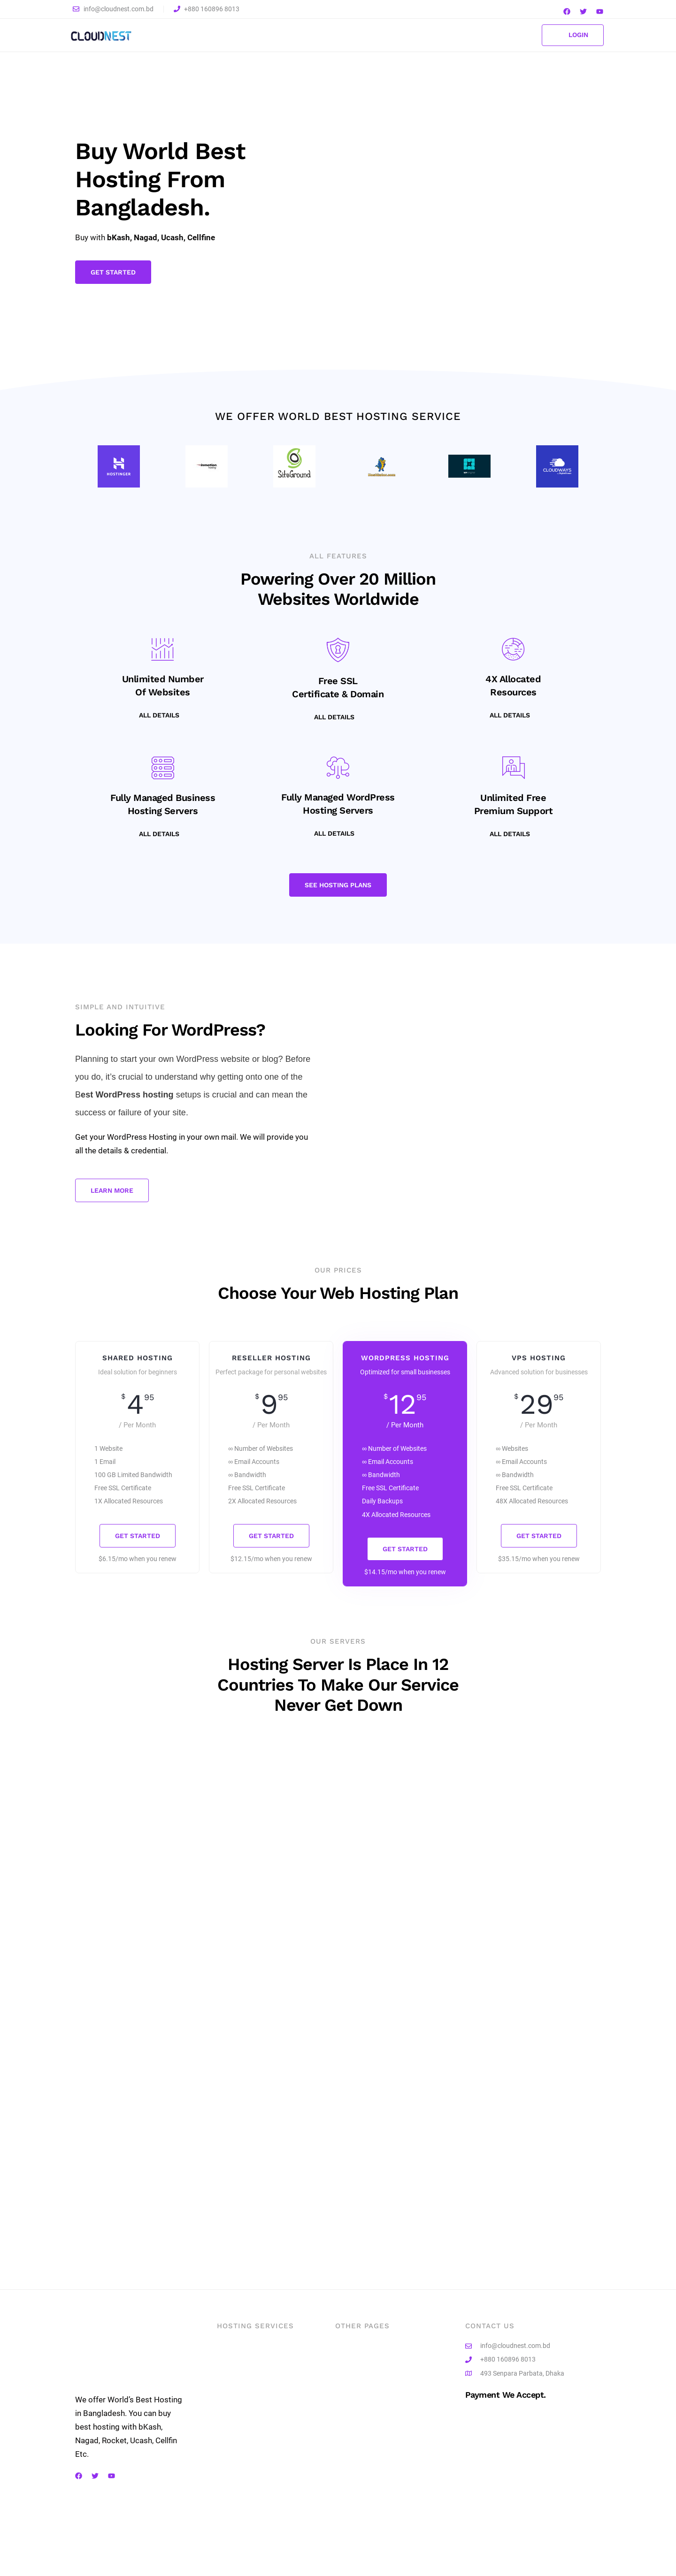 info@cloudnest.com.bd
+880 160896 8013
CLOUDNEST
LOGIN
Buy World Best
Hosting From
Bangladesh.
Buy with bKash, Nagad, Ucash, Cellfine
GET STARTED
WE OFFER WORLD BEST HOSTING SERVICE
HOSTINGER
SiteGround
CLOUDWAYS
ALL FEATURES
Powering Over 20 Million
Websites Worldwide
Unlimited Number
Of Websites
ALL DETAILS
Free SSL
Certificate & Domain
ALL DETAILS
4X Allocated
Resources
ALL DETAILS
Fully Managed Business
Hosting Servers
ALL DETAILS
Fully Managed WordPress
Hosting Servers
ALL DETAILS
Unlimited Free
Premium Support
ALL DETAILS
SEE HOSTING PLANS
SIMPLE AND INTUITIVE
Looking For WordPress?
Planning to start your own WordPress website or blog? Before
you do, it's crucial to understand why getting onto one of the
Best WordPress hosting setups is crucial and can mean the
success or failure of your site.
Get your WordPress Hosting in your own mail. We will provide you
all the details & credential.
LEARN MORE
OUR PRICES
Choose Your Web Hosting Plan
SHARED HOSTING
Ideal solution for beginners
$4 95
/ Per Month
1 Website
1 Email
100 GB Limited Bandwidth
Free SSL Certificate
1X Allocated Resources
GET STARTED
$6.15/mo when you renew
RESELLER HOSTING
Perfect package for personal websites
$9 95
/ Per Month
∞ Number of Websites
∞ Email Accounts
∞ Bandwidth
Free SSL Certificate
2X Allocated Resources
GET STARTED
$12.15/mo when you renew
WORDPRESS HOSTING
Optimized for small businesses
$12 95
/ Per Month
∞ Number of Websites
∞ Email Accounts
∞ Bandwidth
Free SSL Certificate
Daily Backups
4X Allocated Resources
GET STARTED
$14.15/mo when you renew
VPS HOSTING
Advanced solution for businesses
$29 95
/ Per Month
∞ Websites
∞ Email Accounts
∞ Bandwidth
Free SSL Certificate
48X Allocated Resources
GET STARTED
$35.15/mo when you renew
OUR SERVERS
Hosting Server Is Place In 12
Countries To Make Our Service
Never Get Down
We offer World's Best Hosting
in Bangladesh. You can buy
best hosting with bKash,
Nagad, Rocket, Ucash, Cellfin
Etc.
HOSTING SERVICES
OTHER PAGES
CONTACT US
info@cloudnest.com.bd
+880 160896 8013
493 Senpara Parbata, Dhaka
Payment We Accept.